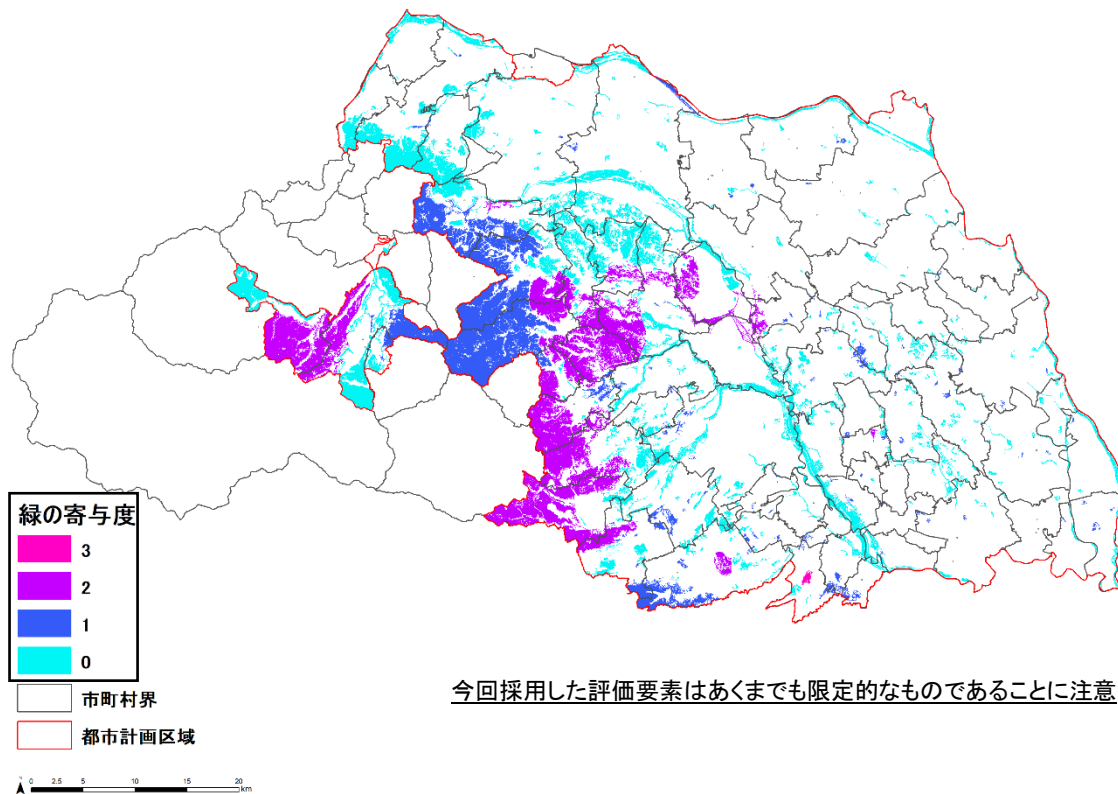 緑の寄与度
3
2
1
0
市町村界
都市計画区域
今回採用した評価要素はあくまでも限定的なものであることに注意
0 2.5 5 10 15 20
km